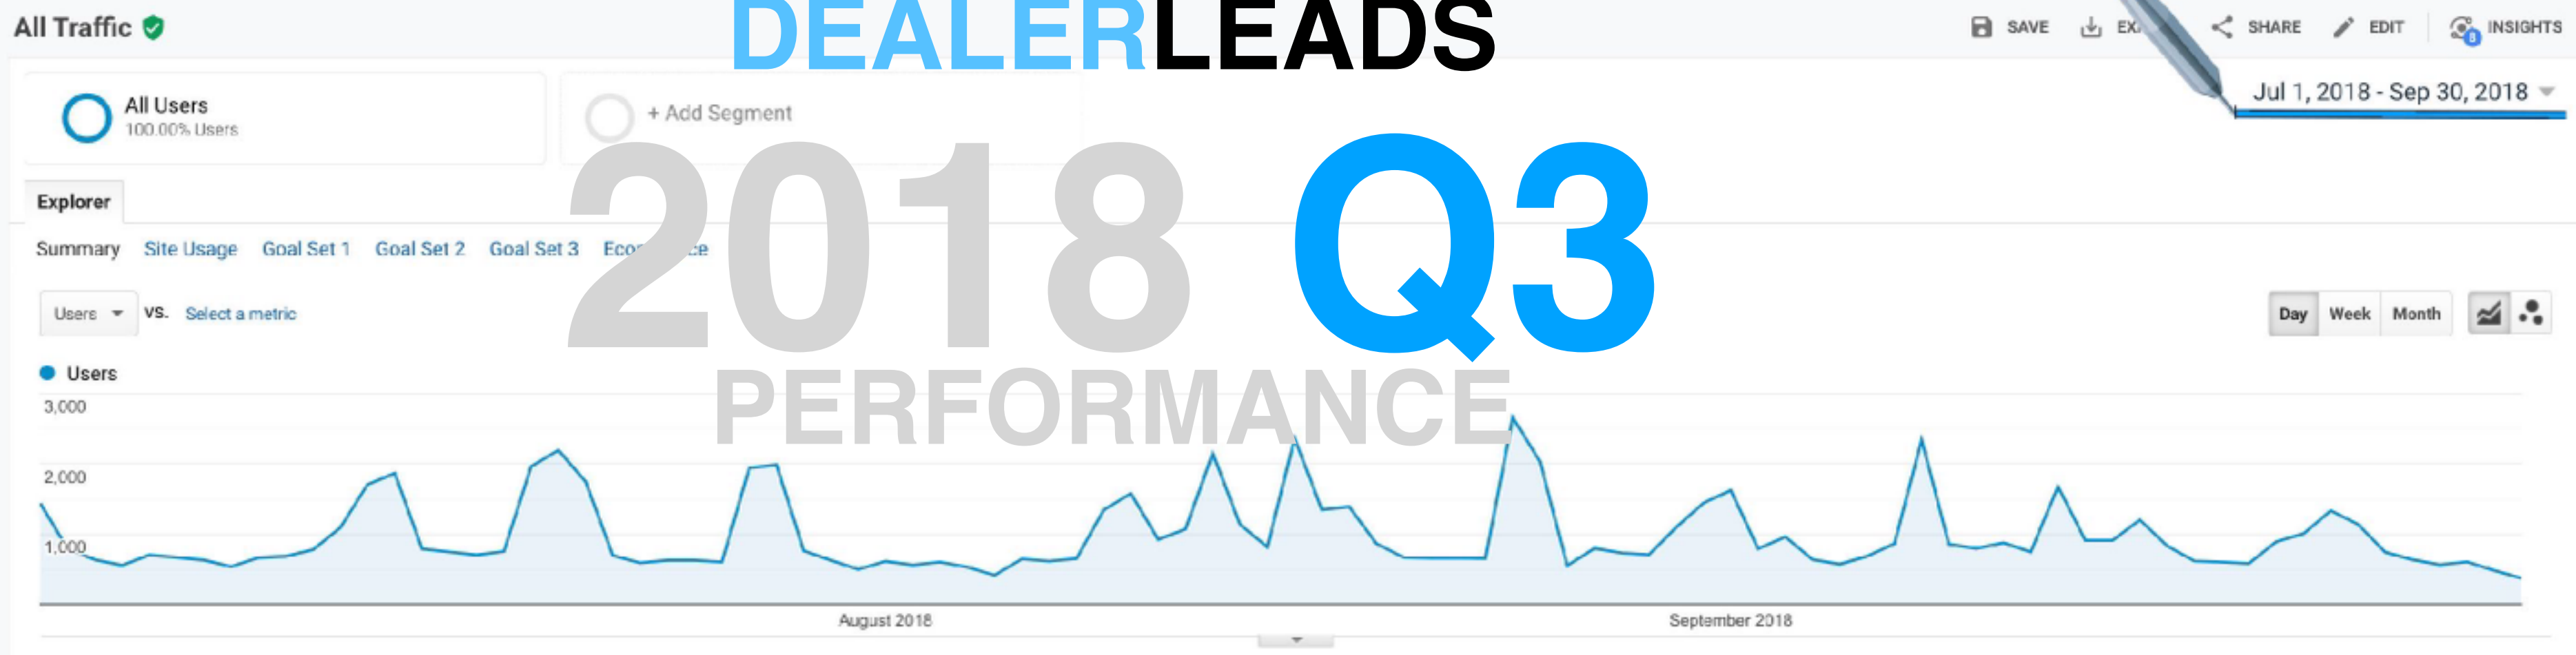 All Traffic
DEALERLEADS
SAVE
SHARE
EDIT
INSIGHTS
All Users
100.00% Users
+ Add Segment
Jul 1, 2018 - Sep 30, 2018
2018 Q3
Explorer
Summary Site Usage Goal Set 1 Goal Set 2 Goal Set 3
Users VS. Select a metric
Day Week Month
PERFORMANCE
Users
3,000
2,000
1,000
August 2018 September 2018